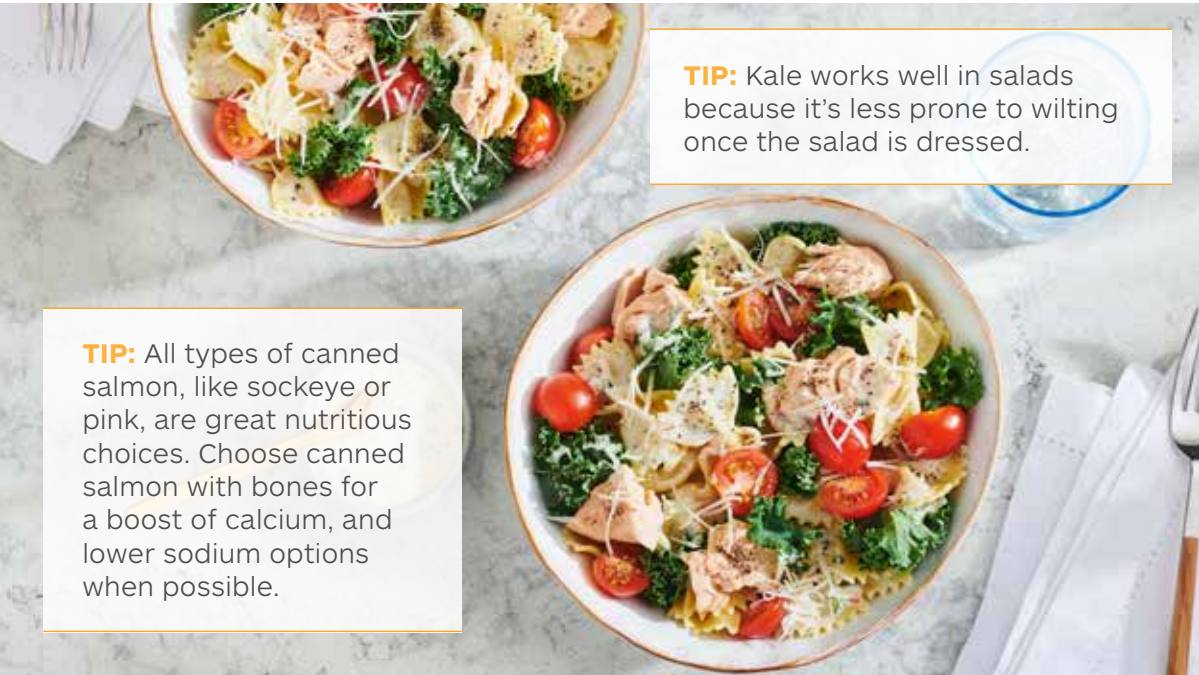 TIP: Kale works well in salads
because it’s less prone to wilting
once the salad is dressed.
TIP: All types of canned
salmon, like sockeye or
pink, are great nutritious
choices. Choose canned
salmon with bones for
a boost of calcium, and
lower sodium options
when possible.